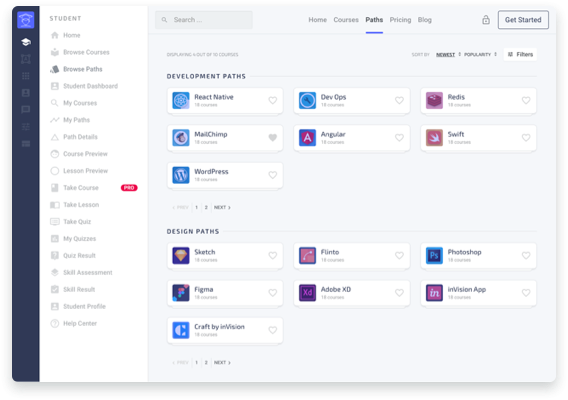 STUDENT
Home
Browse Courses
Browse Paths
Student Dashboard
My Courses
My Paths
Path Details
Course Preview
Lesson Preview
Take Course PRO
Take Lesson
Take Quiz
My Quizzes
Quiz Result
Skill Assessment
Skill Result
Student Profile
Help Center
Search ...
Home Courses Paths Pricing Blog
Get Started
DISPLAYING 4 OUT OF 10 COURSES
SORT BY NEWEST POPULARITY Filters
DEVELOPMENT PATHS
React Native
18 courses
Dev Ops
18 courses
Redis
18 courses
MailChimp
18 courses
Angular
18 courses
Swift
18 courses
WordPress
18 courses
‹ PREV 1 2 NEXT ›
DESIGN PATHS
Sketch
18 courses
Flinto
18 courses
Photoshop
18 courses
Ps
Figma
18 courses
Adobe XD
18 courses
Xd
inVision App
18 courses
in
Craft by inVision
18 courses
‹ PREV 1 2 NEXT ›